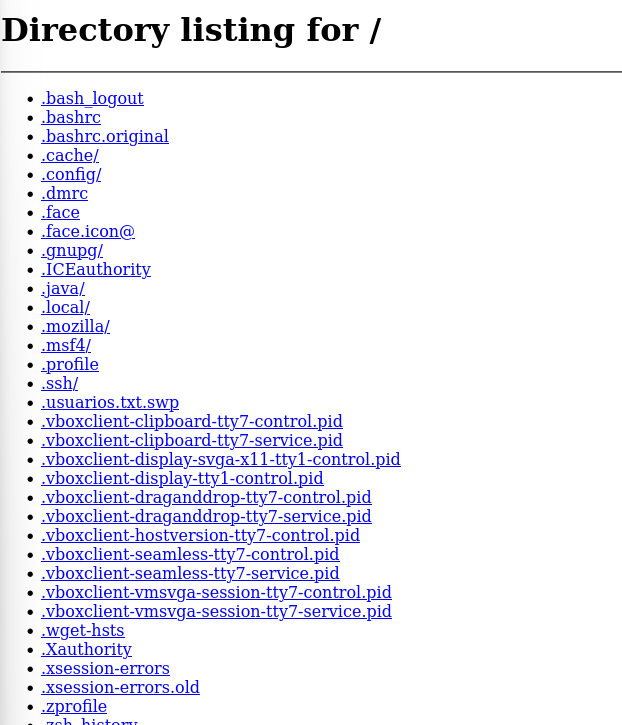 Directory listing for /
.bash_logout
.bashrc
.bashrc.original
.cache/
.config/
.dmrc
.face
.face.icon@
.gnupg/
.ICEauthority
.java/
.local/
.mozilla/
.msf4/
.profile
.ssh/
.usuarios.txt.swp
.vboxclient-clipboard-tty7-control.pid
.vboxclient-clipboard-tty7-service.pid
.vboxclient-display-svga-x11-tty1-control.pid
.vboxclient-display-tty1-control.pid
.vboxclient-draganddrop-tty7-control.pid
.vboxclient-draganddrop-tty7-service.pid
.vboxclient-hostversion-tty7-control.pid
.vboxclient-seamless-tty7-control.pid
.vboxclient-seamless-tty7-service.pid
.vboxclient-vmsvga-session-tty7-control.pid
.vboxclient-vmsvga-session-tty7-service.pid
.wget-hsts
.Xauthority
.xsession-errors
.xsession-errors.old
.zprofile
.zsh_history